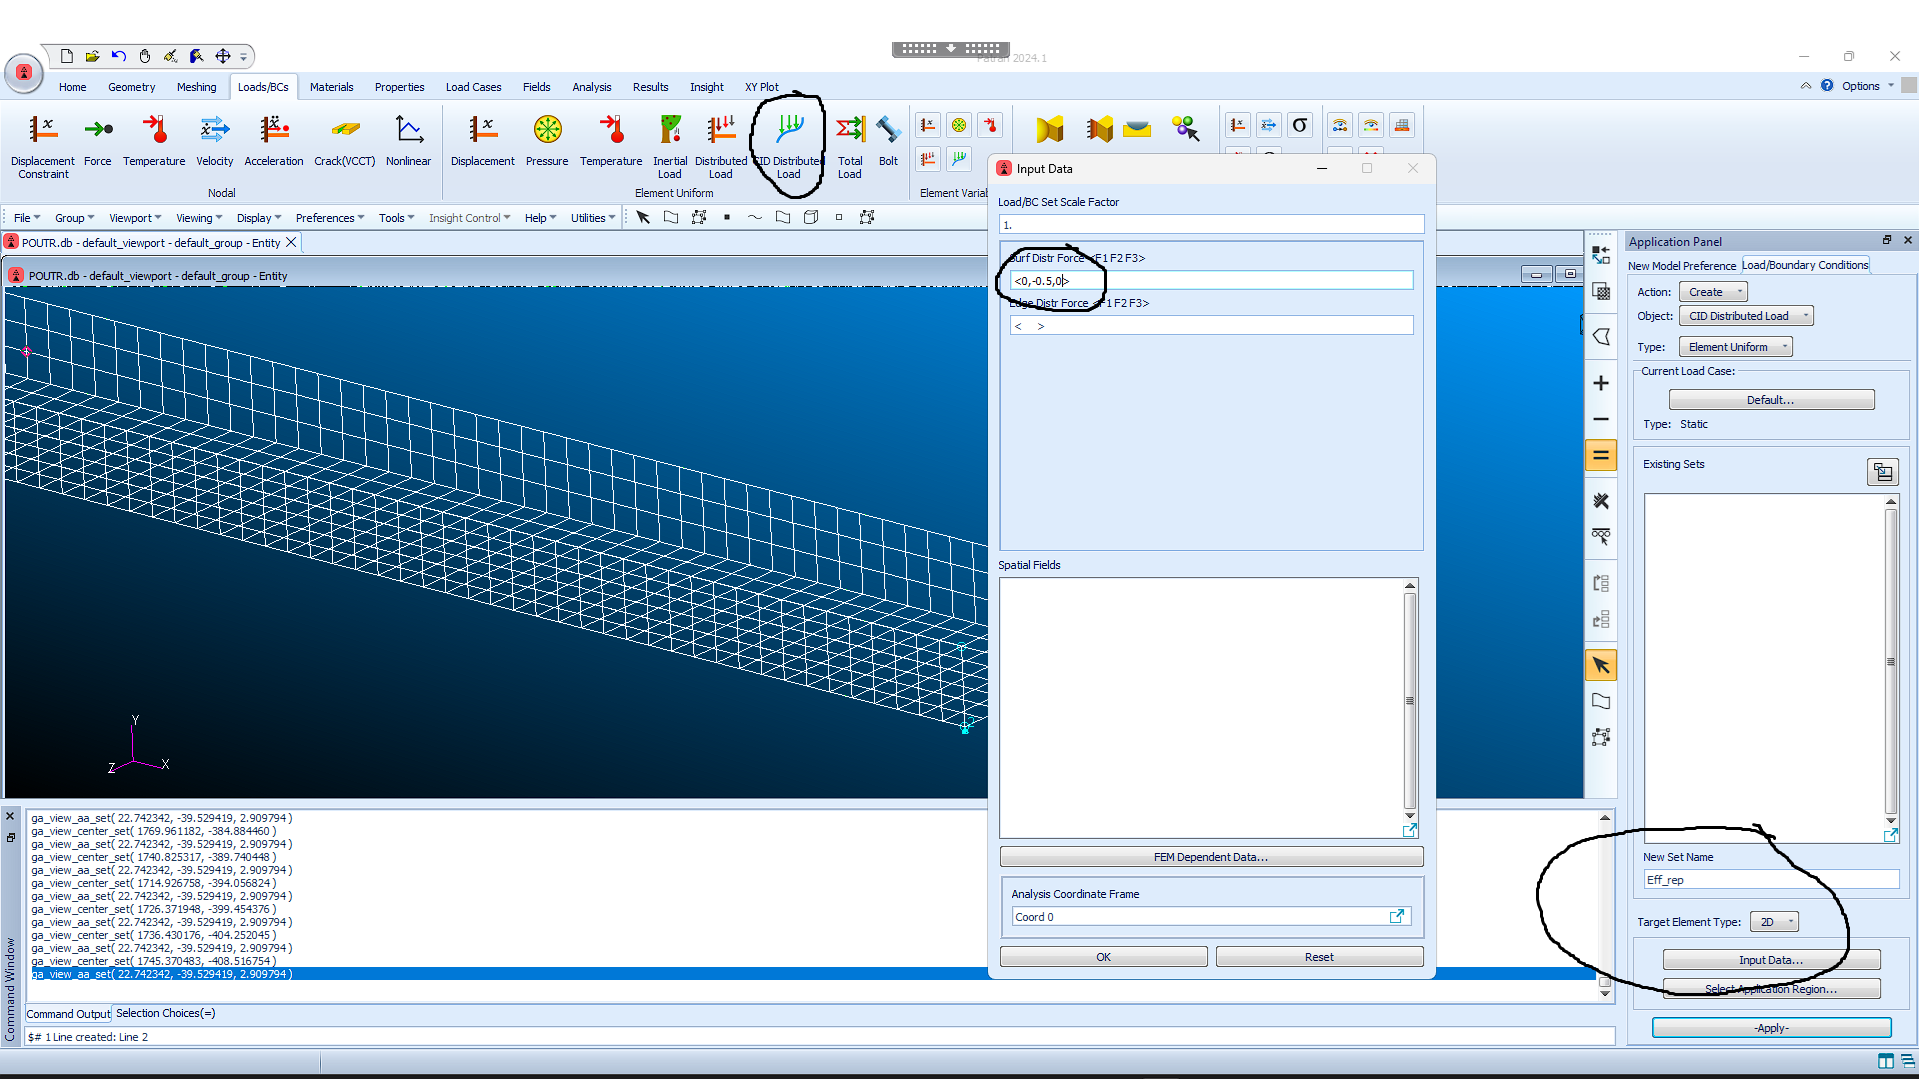 Patran 2024.1
Home Geometry Meshing Loads/BCs Materials Properties Load Cases Fields Analysis Results Insight XY Plot Options
Displacement Constraint
Force
Temperature
Velocity
Acceleration
Crack(VCCT)
Nonlinear
Displacement
Pressure
Temperature
Inertial Load
Distributed Load
CID Distributed Load
Total Load
Bolt
Nodal
Element Uniform
File Group Viewport Viewing Display Preferences Tools Insight Control Help Utilities
POUTR.db - default_viewport - default_group - Entity
POUTR.db - default_viewport - default_group - Entity
Y
Z X
Input Data
Load/BC Set Scale Factor
1.
Surf Distr Force <F1 F2 F3>
<0,-0.5,0>
Edge Distr Force <F1 F2 F3>
< >
Spatial Fields
FEM Dependent Data...
Analysis Coordinate Frame
Coord 0
OK Reset
Application Panel
New Model Preference Load/Boundary Conditions
Action: Create
Object: CID Distributed Load
Type: Element Uniform
Current Load Case:
Default...
Type: Static
Existing Sets
New Set Name
Eff_rep
Target Element Type: 2D
Input Data...
Select Application Region...
-Apply-
Command Window
ga_view_aa_set( 22.742342, -39.529419, 2.909794 )
ga_view_center_set( 1769.961182, -384.884460 )
ga_view_aa_set( 22.742342, -39.529419, 2.909794 )
ga_view_center_set( 1740.825317, -389.740448 )
ga_view_aa_set( 22.742342, -39.529419, 2.909794 )
ga_view_center_set( 1714.926758, -394.056824 )
ga_view_aa_set( 22.742342, -39.529419, 2.909794 )
ga_view_center_set( 1726.371948, -399.454376 )
ga_view_aa_set( 22.742342, -39.529419, 2.909794 )
ga_view_center_set( 1736.430176, -404.252045 )
ga_view_aa_set( 22.742342, -39.529419, 2.909794 )
ga_view_center_set( 1745.370483, -408.516754 )
ga_view_aa_set( 22.742342, -39.529419, 2.909794 )
Command Output Selection Choices(=)
$# 1 Line created: Line 2